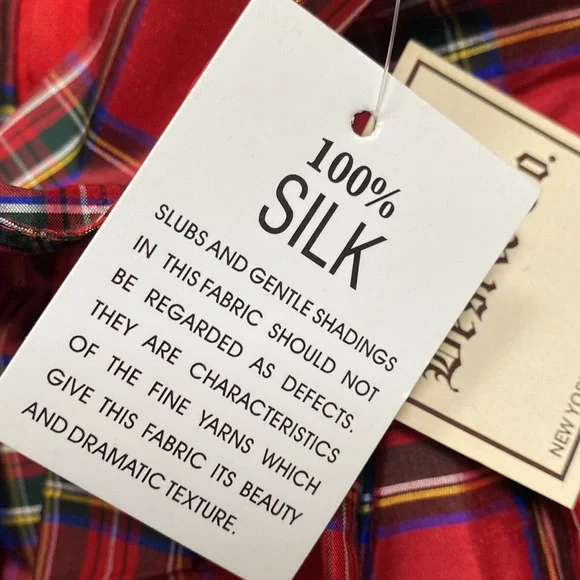 100%
SILK
SLUBS AND GENTLE SHADINGS
IN THIS FABRIC SHOULD NOT
BE REGARDED AS DEFECTS.
THEY ARE CHARACTERISTICS
OF THE FINE YARNS WHICH
GIVE THIS FABRIC ITS BEAUTY
AND DRAMATIC TEXTURE.
NEW YOR